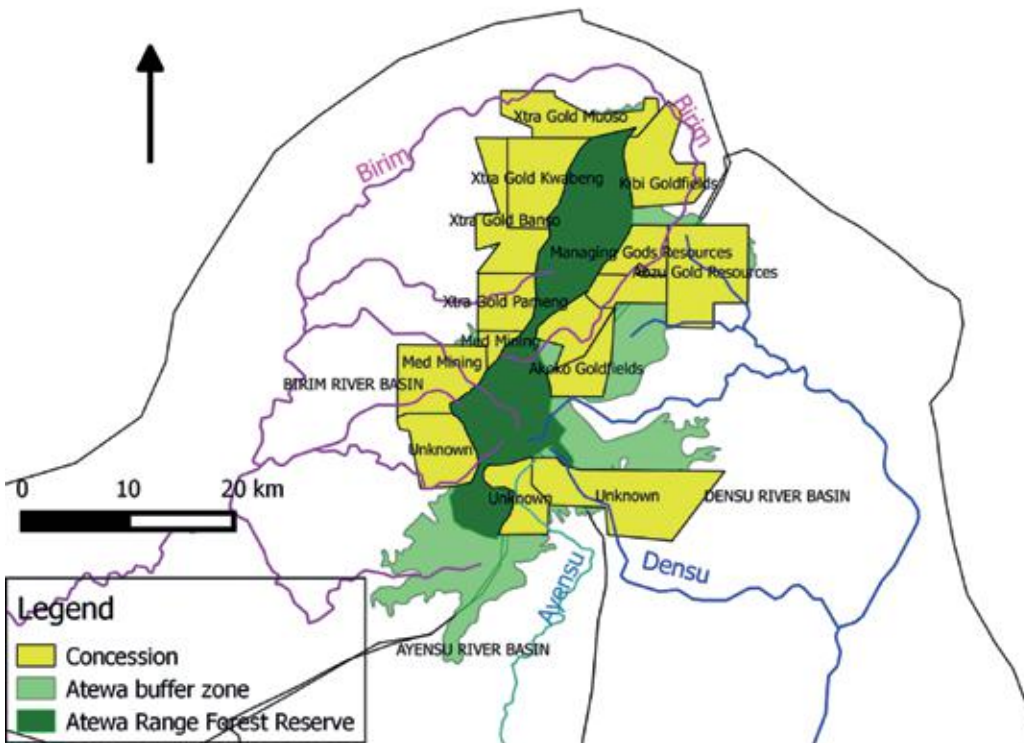 Xtra Gold Muoso
Birim
Birim
Xtra Gold Kwabeng
Kibi Goldfields
Xtra Gold Banso
Managing Gods Resources
Aozu Gold Resources
Xtra Gold Pameng
Med Mining
Med Mining
Akoko Goldfields
BIRIM RIVER BASIN
Unknown
0 10 20 km
Unknown
Unknown
DENSU RIVER BASIN
Densu
Ayensu
AYENSU RIVER BASIN
Legend
Concession
Atewa buffer zone
Atewa Range Forest Reserve